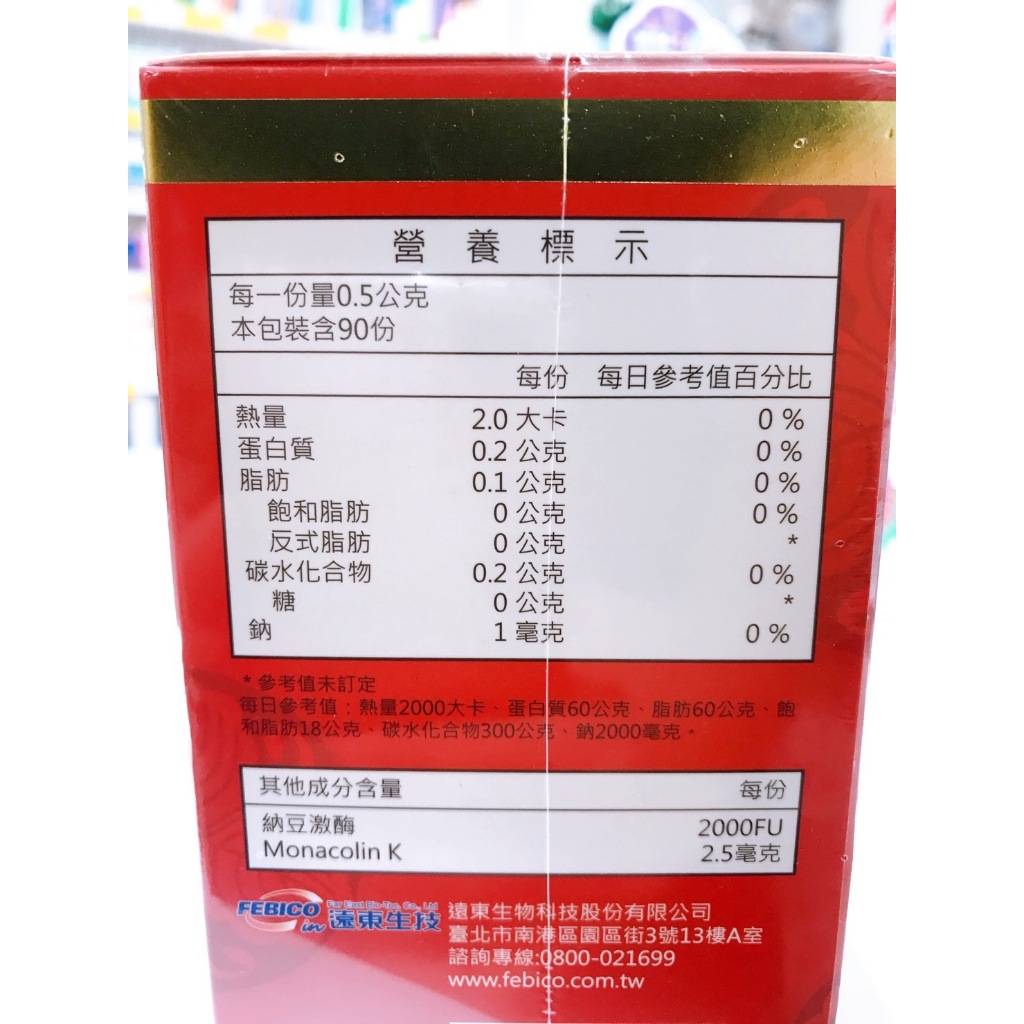 營養標示
每一份量0.5公克
本包裝含90份
每份 每日參考值百分比
熱量 2.0 大卡 0 %
蛋白質 0.2 公克 0 %
脂肪 0.1 公克 0 %
飽和脂肪 0 公克 0 %
反式脂肪 0 公克 *
碳水化合物 0.2 公克 0 %
糖 0 公克 *
鈉 1 毫克 0 %
* 參考值未訂定
每日參考值：熱量2000大卡、蛋白質60公克、脂肪60公克、飽
和脂肪18公克、碳水化合物300公克、鈉2000毫克。
其他成分含量 每份
納豆激酶 2000FU
Monacolin K 2.5毫克
FEBICO in Far East Bio-Tec. Co., Ltd 遠東生技
遠東生物科技股份有限公司
臺北市南港區園區街3號13樓A室
諮詢專線:0800-021699
www.febico.com.tw